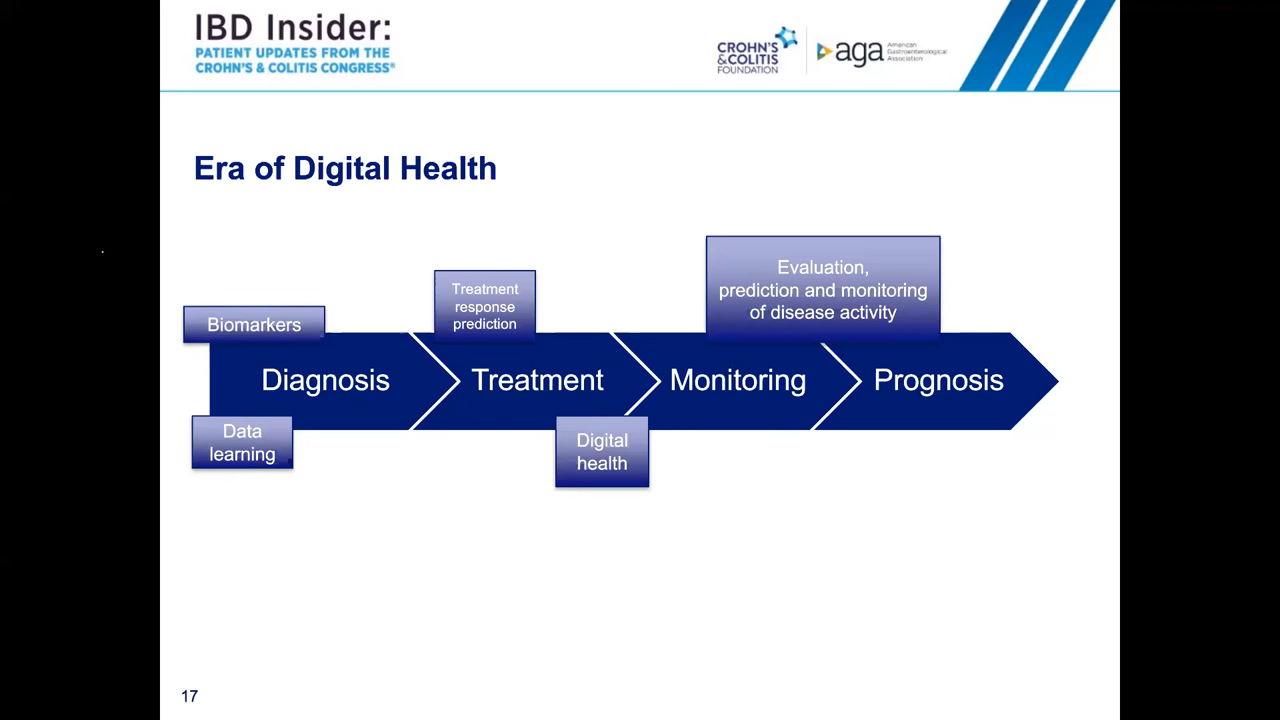 IBD Insider:
PATIENT UPDATES FROM THE
CROHN'S & COLITIS CONGRESS®
CROHN'S
& COLITIS
FOUNDATION
aga
American
Gastroenterological
Association
Era of Digital Health
Biomarkers
Treatment
response
prediction
Evaluation,
prediction and monitoring
of disease activity
Diagnosis
Treatment
Monitoring
Prognosis
Data
learning
Digital
health
17